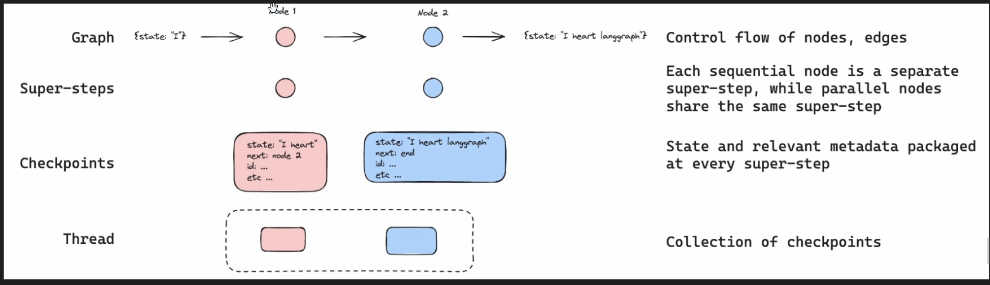 Node 1
Node 2
Graph
{state: "I"}
{state: "I heart langgraph"}
Control flow of nodes, edges
Super-steps
Each sequential node is a separate
super-step, while parallel nodes
share the same super-step
Checkpoints
state: "I heart"
next: node 2
id: ...
etc ...
state: "I heart langgraph"
next: end
id: ...
etc ...
State and relevant metadata packaged
at every super-step
Thread
Collection of checkpoints